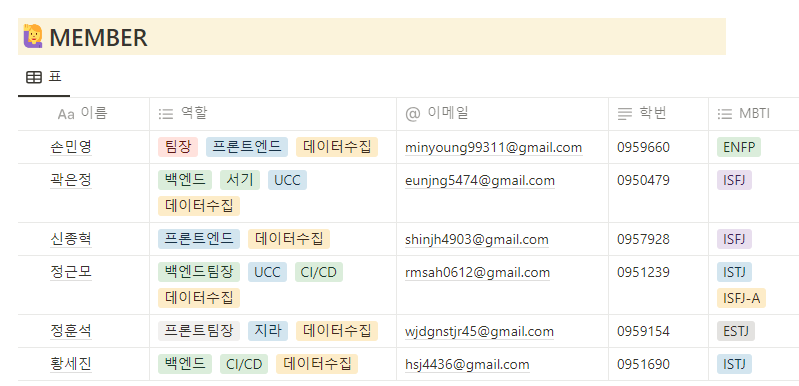 MEMBER
표
Aa 이름 역할 @ 이메일 학번 MBTI
손민영 팀장 프론트엔드 데이터수집 minyoung99311@gmail.com 0959660 ENFP
곽은정 백엔드 서기 UCC eunjng5474@gmail.com 0950479 ISFJ
데이터수집
신종혁 프론트엔드 데이터수집 shinjh4903@gmail.com 0957928 ISFJ
정근모 백엔드팀장 UCC CI/CD rmsah0612@gmail.com 0951239 ISTJ
데이터수집 ISFJ-A
정훈석 프론트팀장 지라 데이터수집 wjdgnstjr45@gmail.com 0959154 ESTJ
황세진 백엔드 CI/CD 데이터수집 hsj4436@gmail.com 0951690 ISTJ